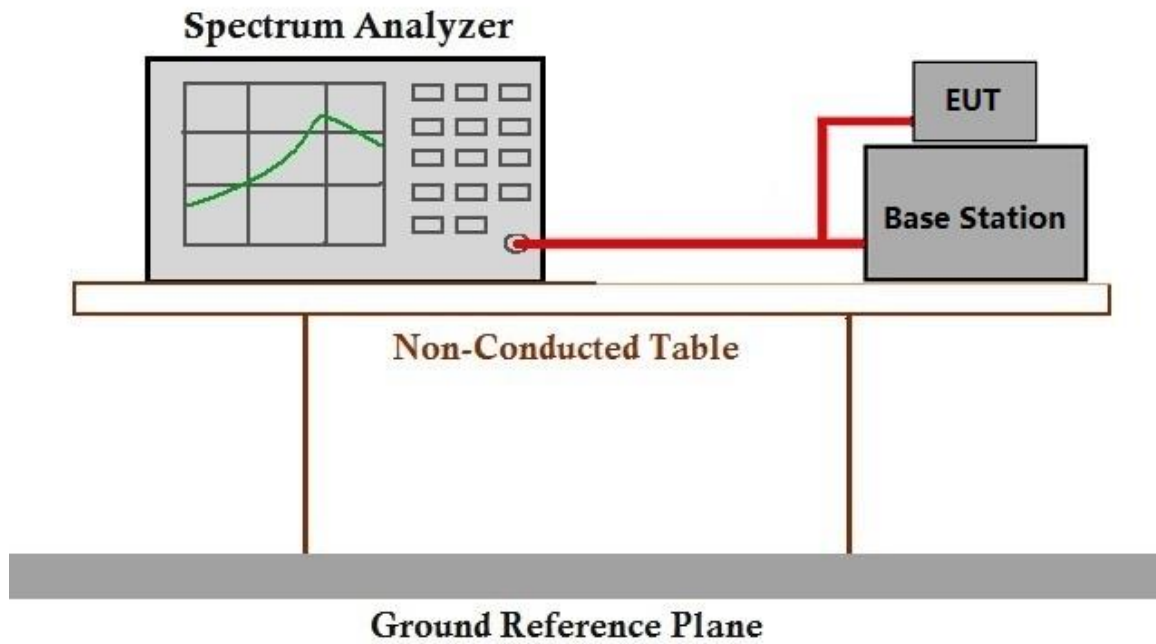 Spectrum Analyzer
EUT
Base Station
Non-Conducted Table
Ground Reference Plane